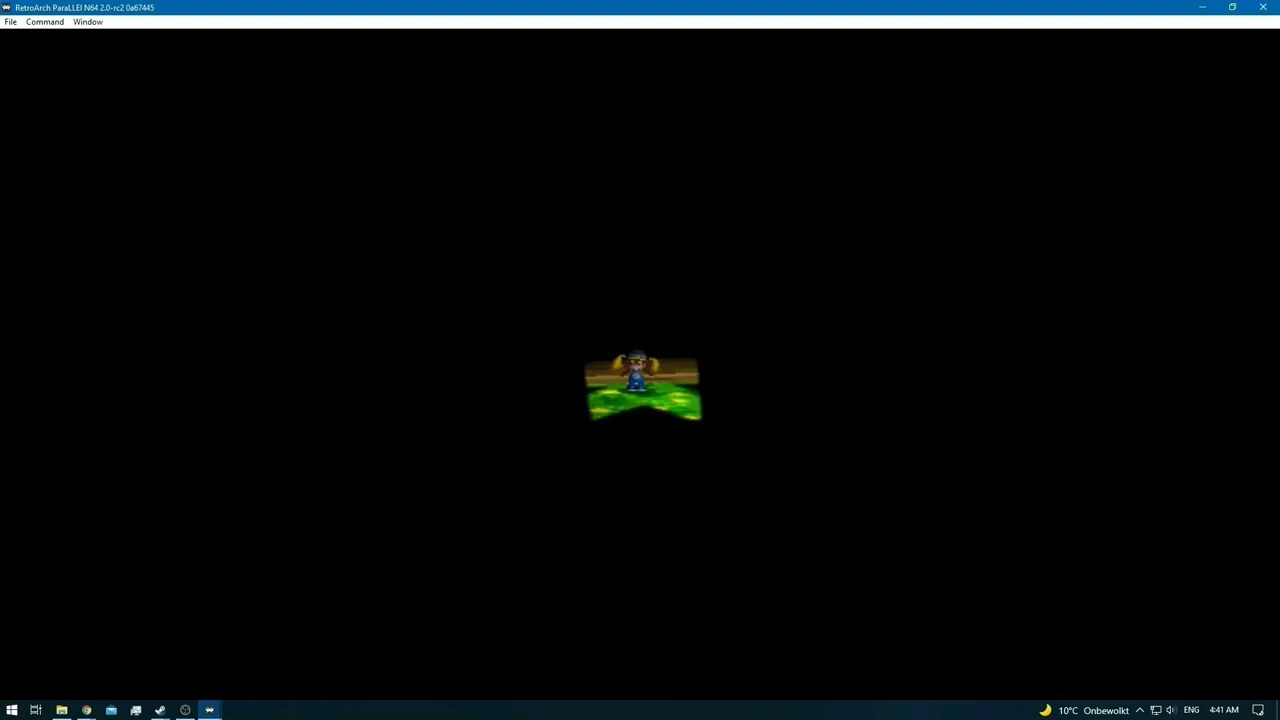 RetroArch ParaLLEl N64 2.0-rc2 0a67445
File Command Window
10°C Onbewolkt ENG 4:41 AM